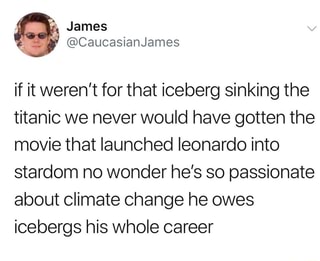 James
@CaucasianJames
if it weren't for that iceberg sinking the
titanic we never would have gotten the
movie that launched leonardo into
stardom no wonder he's so passionate
about climate change he owes
icebergs his whole career